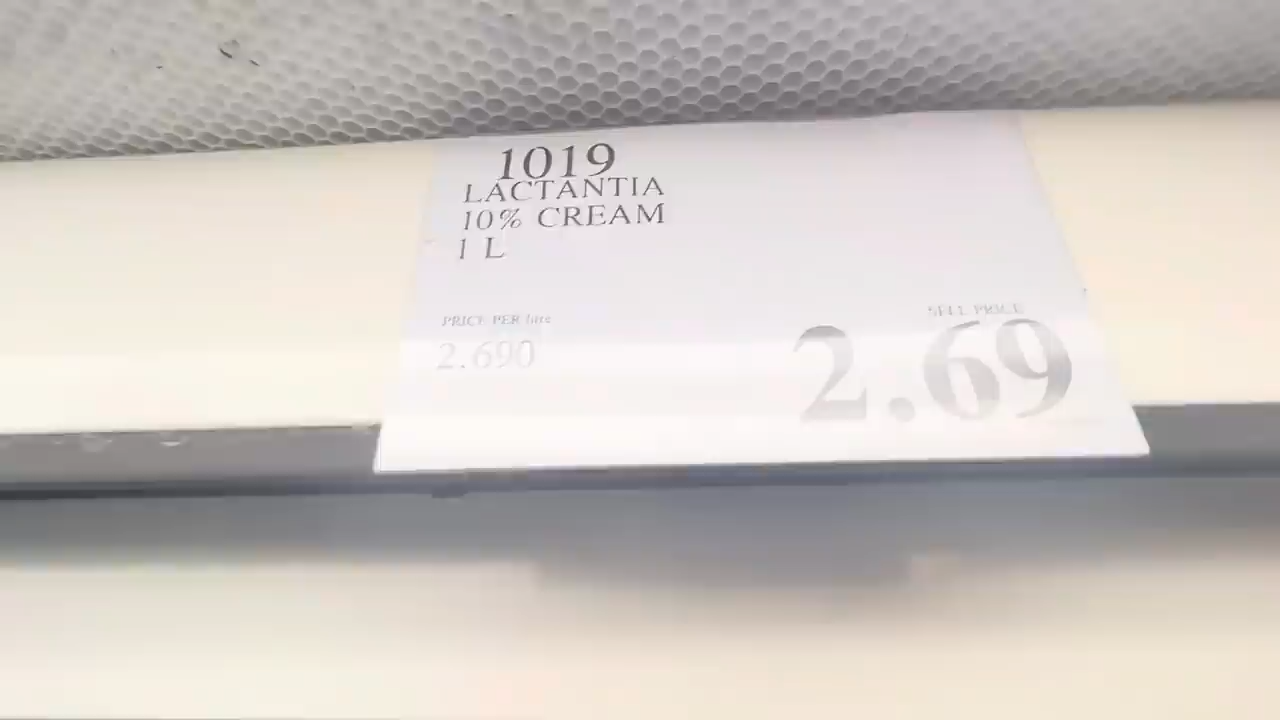 1019
LACTANTIA
10% CREAM
1 L
PRICE PER litre
2.690
SELL PRICE
2.69